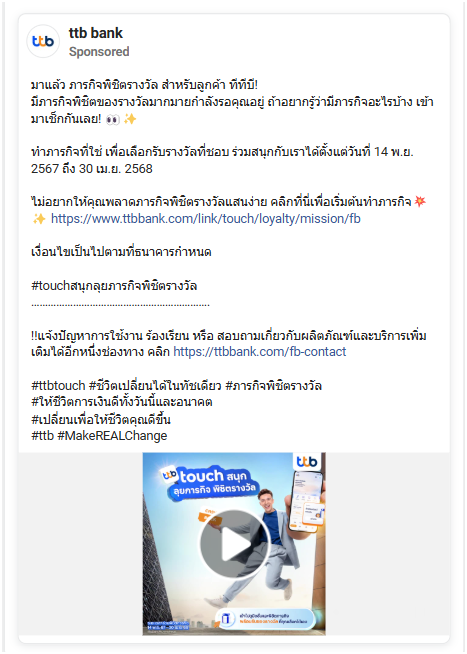 ttb
ttb bank
Sponsored
มาแล้ว ภารกิจพิชิตรางวัล สำหรับลูกค้า ทีทีบี!
มีภารกิจพิชิตของรางวัลมากมายกำลังรอคุณอยู่ ถ้าอยากรู้ว่ามีภารกิจอะไรบ้าง เข้า
มาเช็กกันเลย! 👀 ✨
ทำภารกิจที่ใช่ เพื่อเลือกรับรางวัลที่ชอบ ร่วมสนุกกับเราได้ตั้งแต่วันที่ 14 พ.ย.
2567 ถึง 30 เม.ย. 2568
ไม่อยากให้คุณพลาดภารกิจพิชิตรางวัลแสนง่าย คลิกที่นี่เพื่อเริ่มต้นทำภารกิจ 💥
✨ https://www.ttbbank.com/link/touch/loyalty/mission/fb
เงื่อนไขเป็นไปตามที่ธนาคารกำหนด
#touchสนุกลุยภารกิจพิชิตรางวัล
............................................................
!!แจ้งปัญหาการใช้งาน ร้องเรียน หรือ สอบถามเกี่ยวกับผลิตภัณฑ์และบริการเพิ่ม
เติมได้อีกหนึ่งช่องทาง คลิก https://ttbbank.com/fb-contact
#ttbtouch #ชีวิตเปลี่ยนได้ในทัชเดียว #ภารกิจพิชิตรางวัล
#ให้ชีวิตการเงินดีทั้งวันนี้และอนาคต
#เปลี่ยนเพื่อให้ชีวิตคุณดีขึ้น
#ttb #MakeREALChange
ttb
ttb touch สนุก
ลุยภารกิจ พิชิตรางวัล